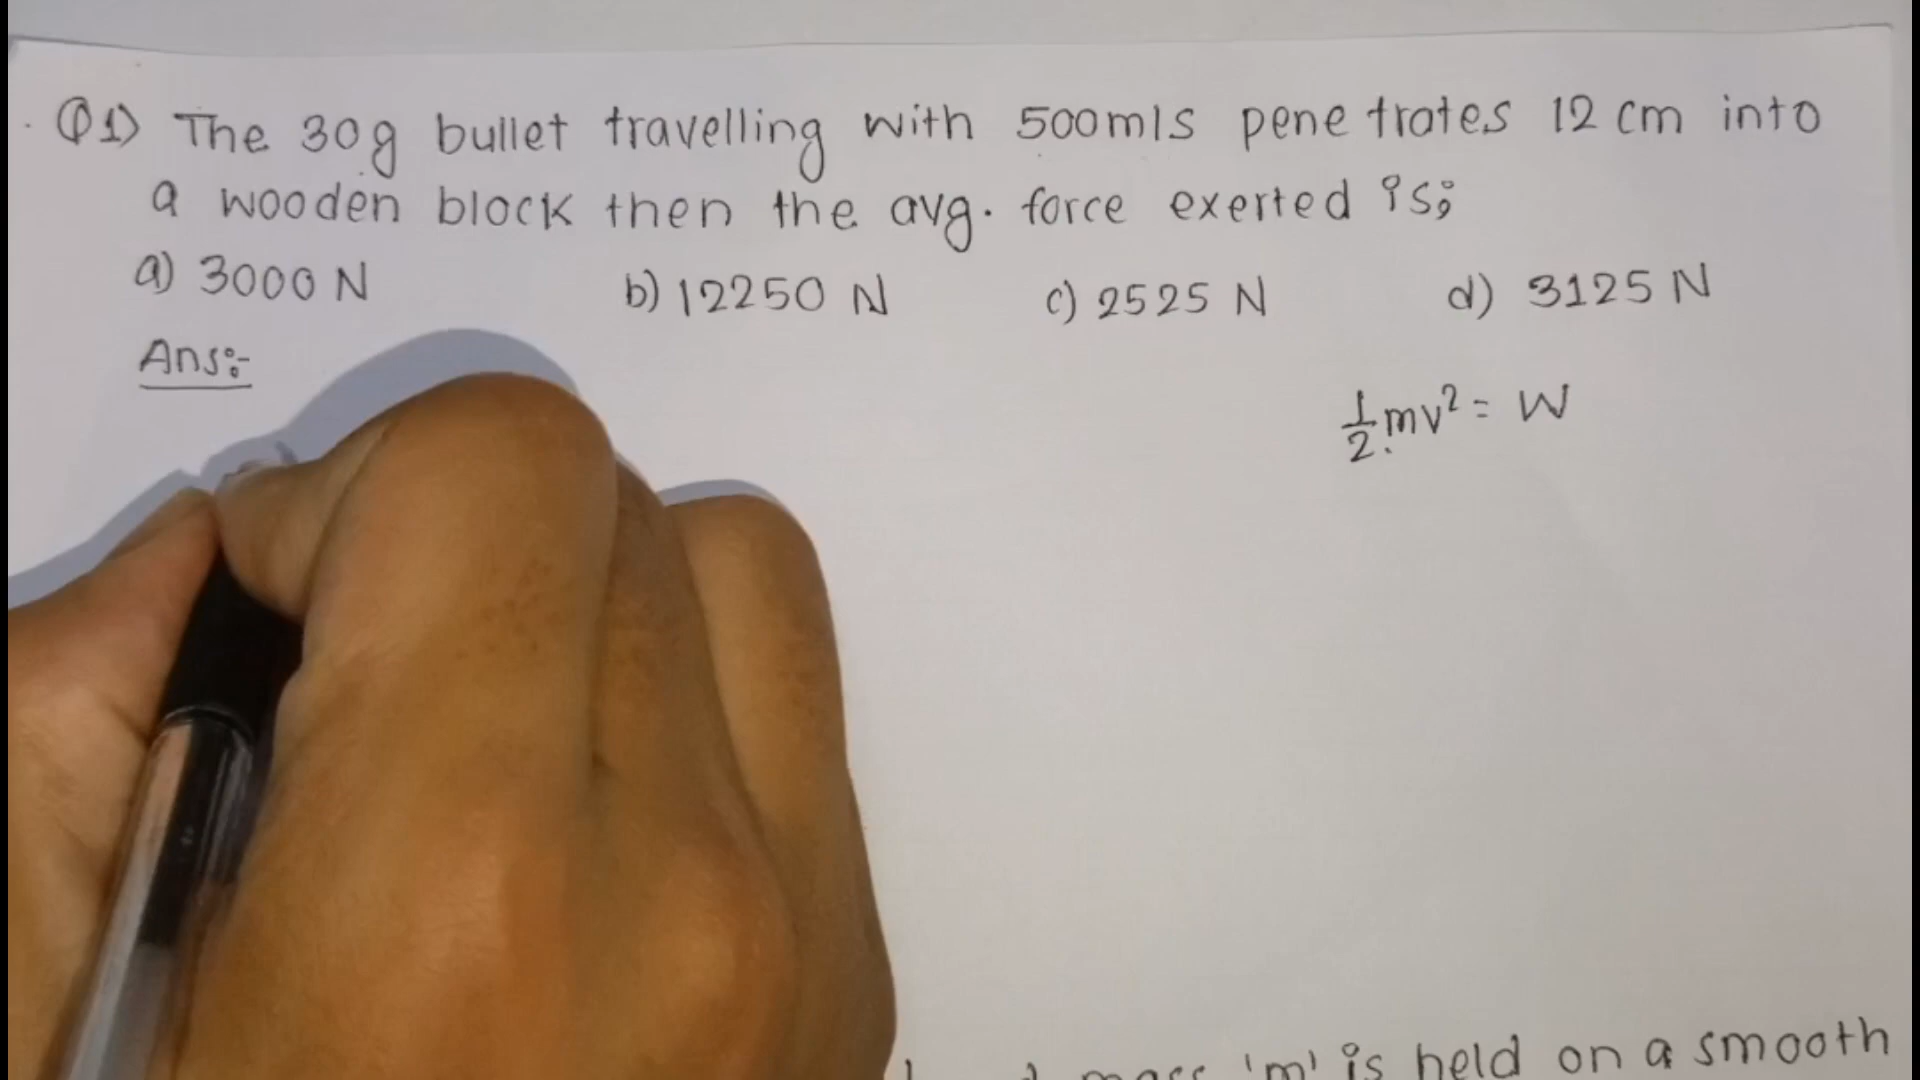 Q1) The 30g bullet travelling with 500m/s penetrates 12 cm into
a wooden block then the avg. force exerted is;
a) 3000 N b) 12250 N c) 2525 N d) 3125 N
Ans:-
1/2 mv² = W
mass 'm' is held on a smooth